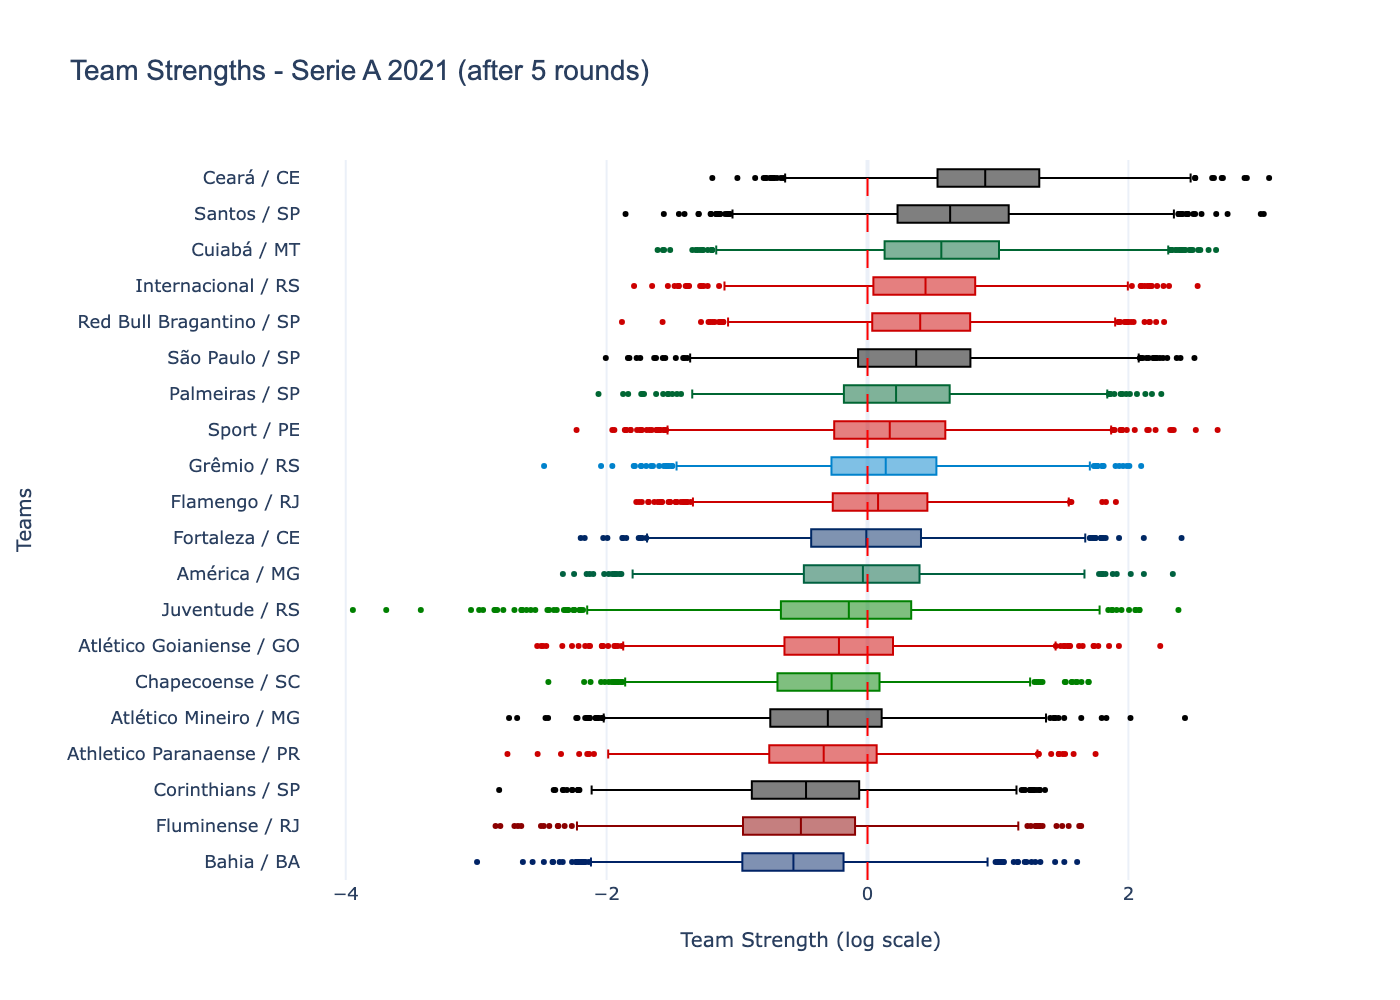 Team Strengths - Serie A 2021 (after 5 rounds)
Ceará / CE
Santos / SP
Cuiabá / MT
Internacional / RS
Red Bull Bragantino / SP
São Paulo / SP
Palmeiras / SP
Sport / PE
Grêmio / RS
Flamengo / RJ
Fortaleza / CE
América / MG
Juventude / RS
Atlético Goianiense / GO
Chapecoense / SC
Atlético Mineiro / MG
Athletico Paranaense / PR
Corinthians / SP
Fluminense / RJ
Bahia / BA
Teams
−4
−2
0
2
Team Strength (log scale)